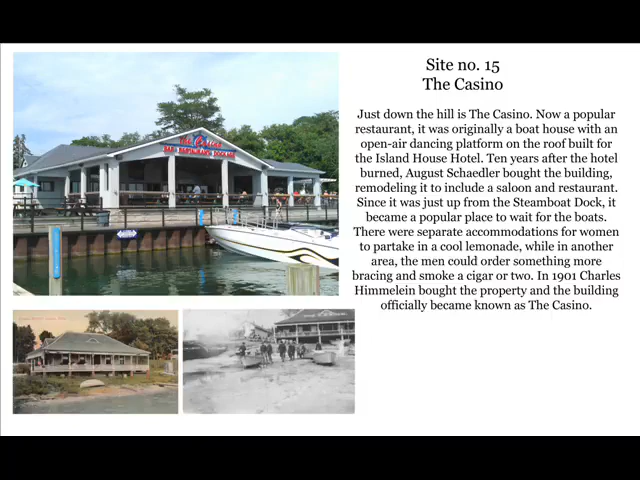 Site no. 15
The Casino
Just down the hill is The Casino. Now a popular
restaurant, it was originally a boat house with an
open-air dancing platform on the roof built for
the Island House Hotel. Ten years after the hotel
burned, August Schaedler bought the building,
remodeling it to include a saloon and restaurant.
Since it was just up from the Steamboat Dock, it
became a popular place to wait for the boats.
There were separate accommodations for women
to partake in a cool lemonade, while in another
area, the men could order something more
bracing and smoke a cigar or two. In 1901 Charles
Himmelein bought the property and the building
officially became known as The Casino.
The Casino
BAR RESTAURANT DOCKAGE